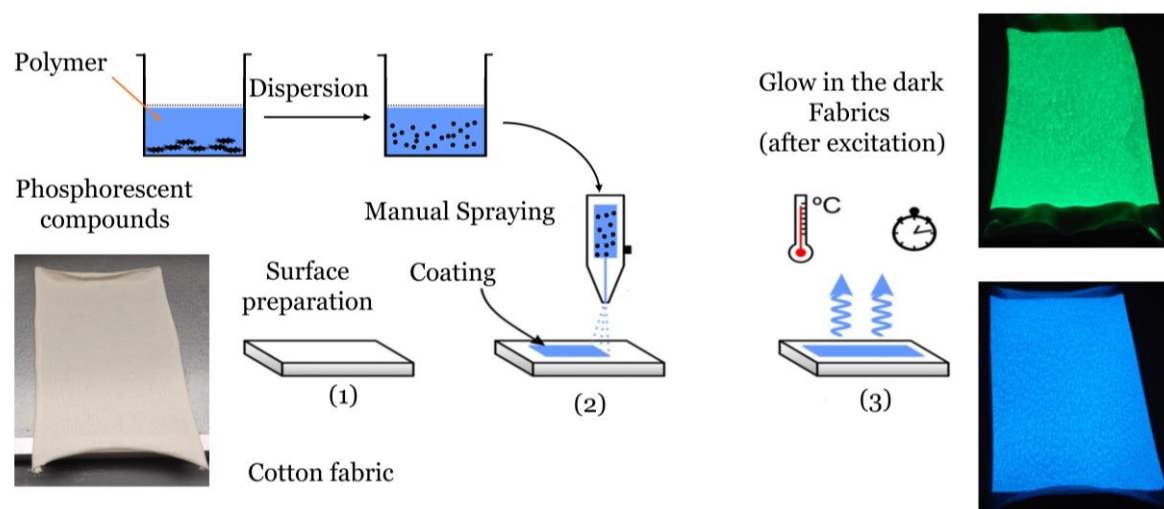 Polymer
Dispersion
Phosphorescent
compounds
Manual Spraying
Surface
preparation
Coating
(1)
(2)
Cotton fabric
Glow in the dark
Fabrics
(after excitation)
°C
(3)